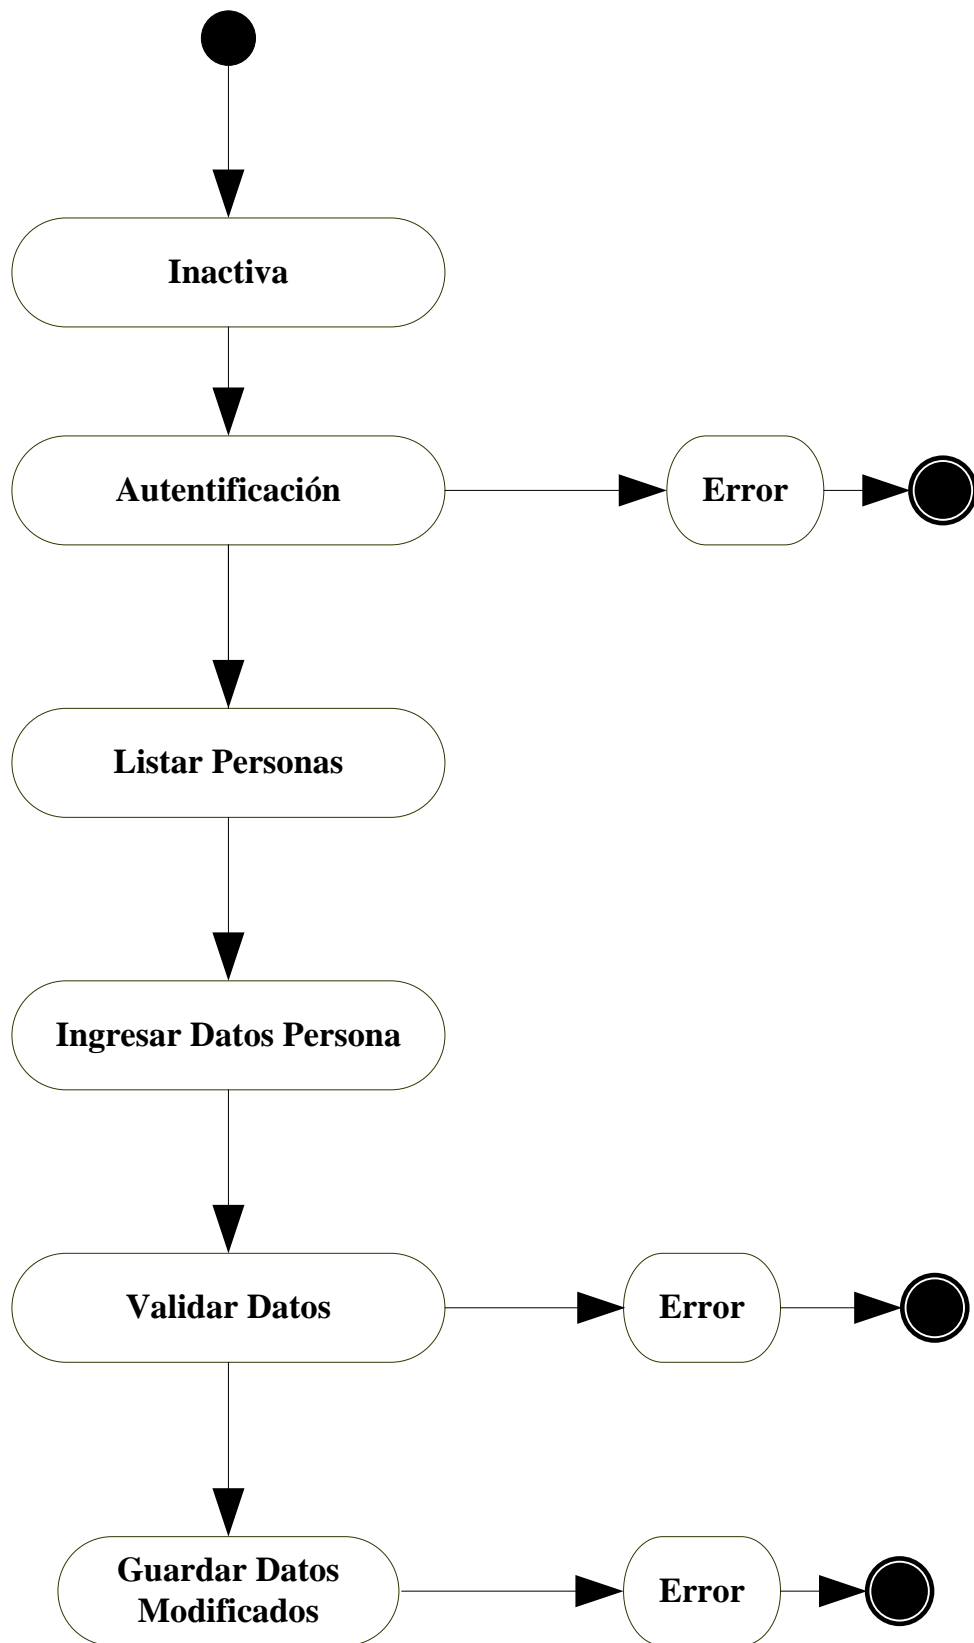 Inactiva
Autentificación
Error
Listar Personas
Ingresar Datos Persona
Validar Datos
Error
Guardar Datos
Modificados
Error